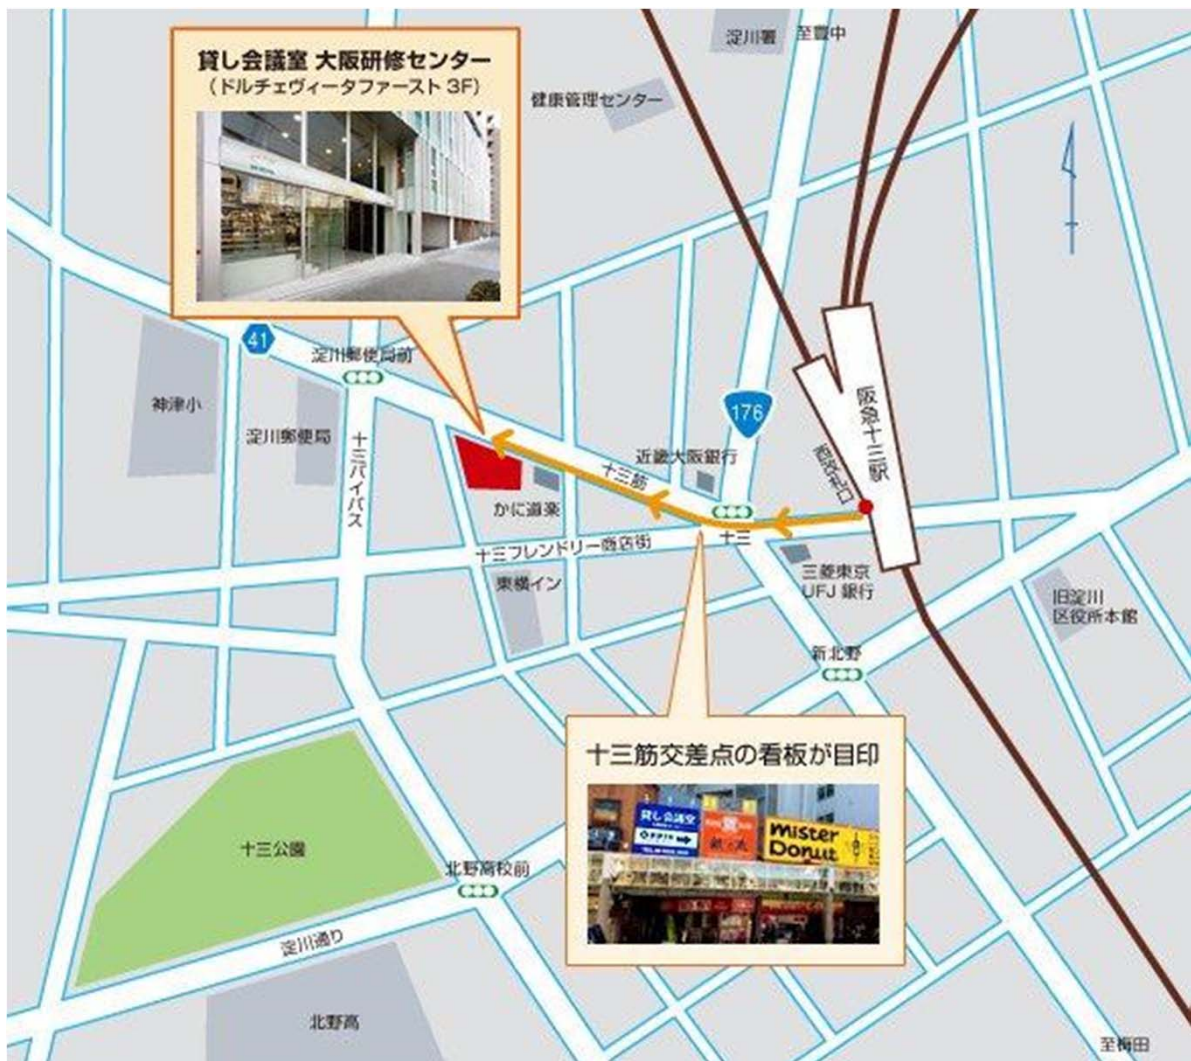 貸し会議室 大阪研修センター
(ドルチェヴィータファースト 3F)
淀川署
至豊中
健康管理センター
41
淀川郵便局前
神津小
淀川郵便局
十三バイパス
176
近畿大阪銀行
十三筋
かに道楽
阪急十三駅
西改札口
十三
十三フレンドリー商店街
東横イン
三菱東京
UFJ 銀行
旧淀川
区役所本館
新北野
十三筋交差点の看板が目印
貸し会議室
Mister
Donut
十三公園
北野高校前
淀川通り
北野高
至梅田